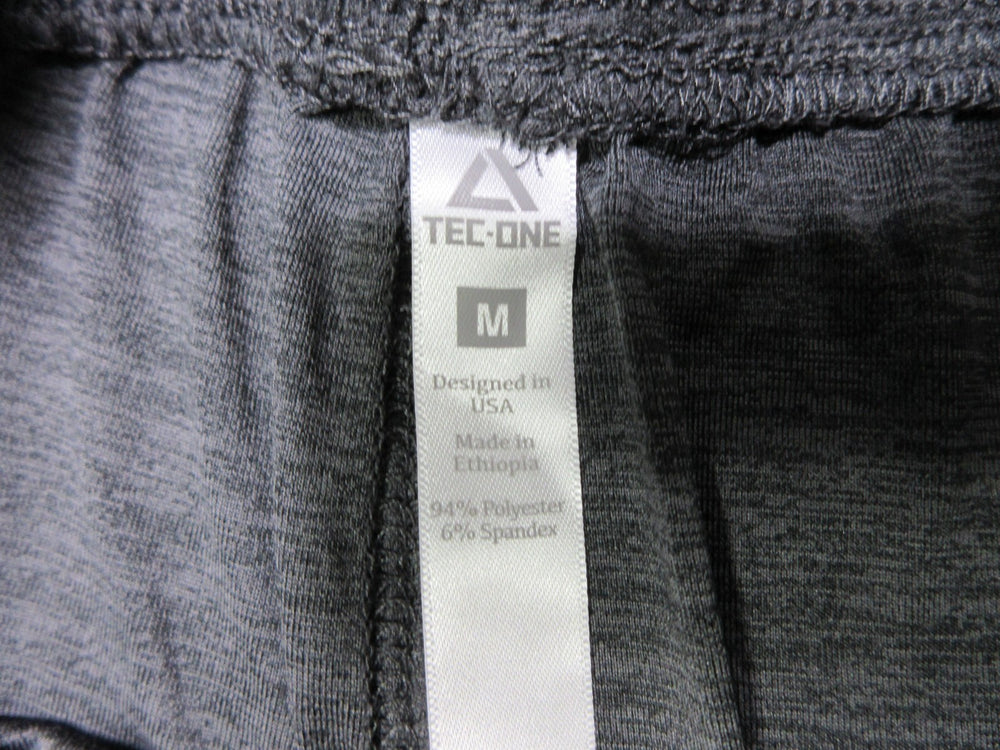 TEC-ONE
M
Designed in
USA
Made in
Ethiopia
94% Polyester
6% Spandex